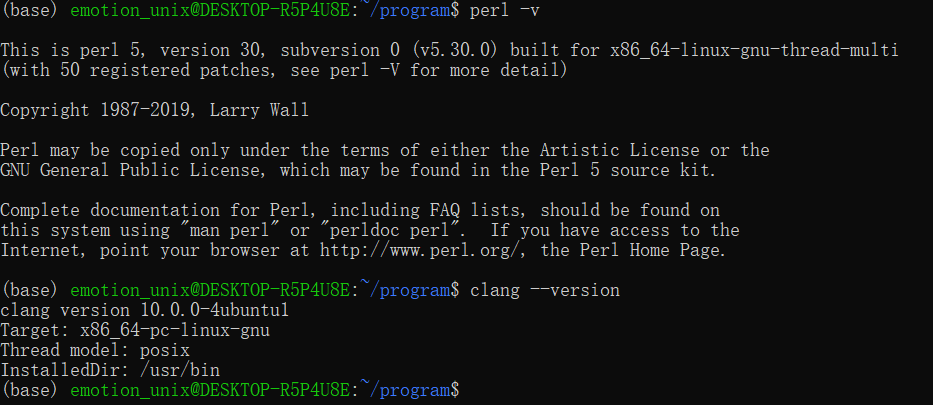 (base) emotion_unix@DESKTOP-R5P4U8E:~/program$ perl -v
This is perl 5, version 30, subversion 0 (v5.30.0) built for x86_64-linux-gnu-thread-multi
(with 50 registered patches, see perl -V for more detail)
Copyright 1987-2019, Larry Wall
Perl may be copied only under the terms of either the Artistic License or the
GNU General Public License, which may be found in the Perl 5 source kit.
Complete documentation for Perl, including FAQ lists, should be found on
this system using "man perl" or "perldoc perl".  If you have access to the
Internet, point your browser at http://www.perl.org/, the Perl Home Page.
(base) emotion_unix@DESKTOP-R5P4U8E:~/program$ clang --version
clang version 10.0.0-4ubuntu1
Target: x86_64-pc-linux-gnu
Thread model: posix
InstalledDir: /usr/bin
(base) emotion_unix@DESKTOP-R5P4U8E:~/program$